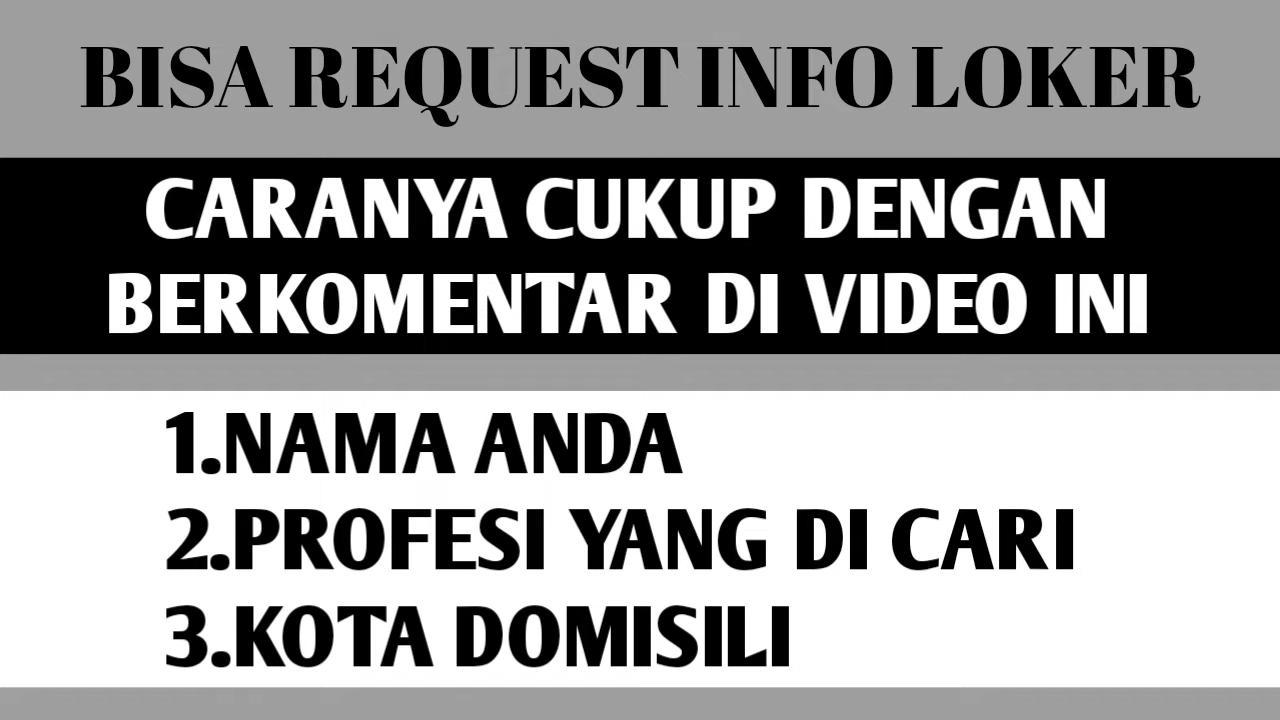 BISA REQUEST INFO LOKER
CARANYA CUKUP DENGAN
BERKOMENTAR DI VIDEO INI
1.NAMA ANDA
2.PROFESI YANG DI CARI
3.KOTA DOMISILI